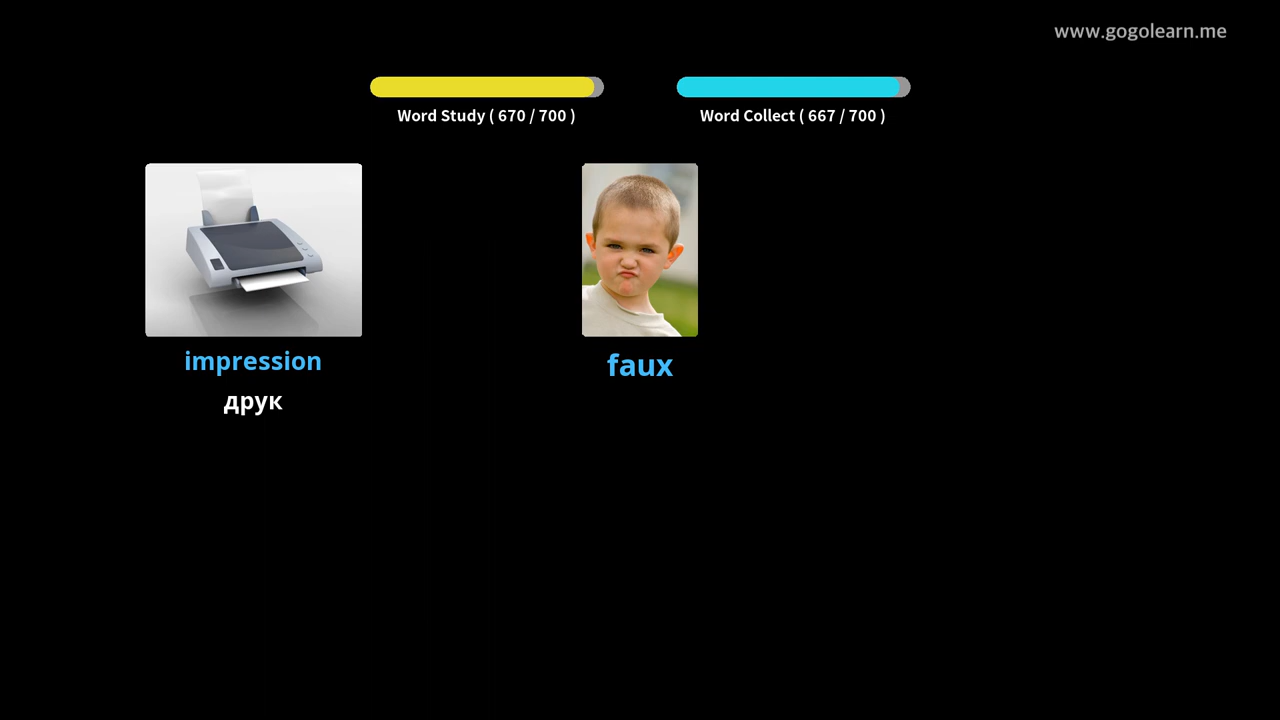 www.gogolearn.me
Word Study ( 670 / 700 )
Word Collect ( 667 / 700 )
impression
друк
faux